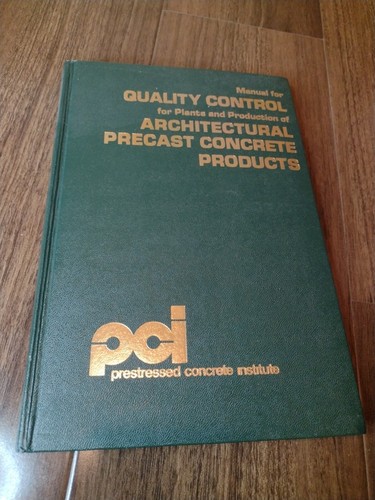 Manual for
QUALITY CONTROL
for Plants and Production of
ARCHITECTURAL
PRECAST CONCRETE
PRODUCTS
pci
prestressed concrete institute